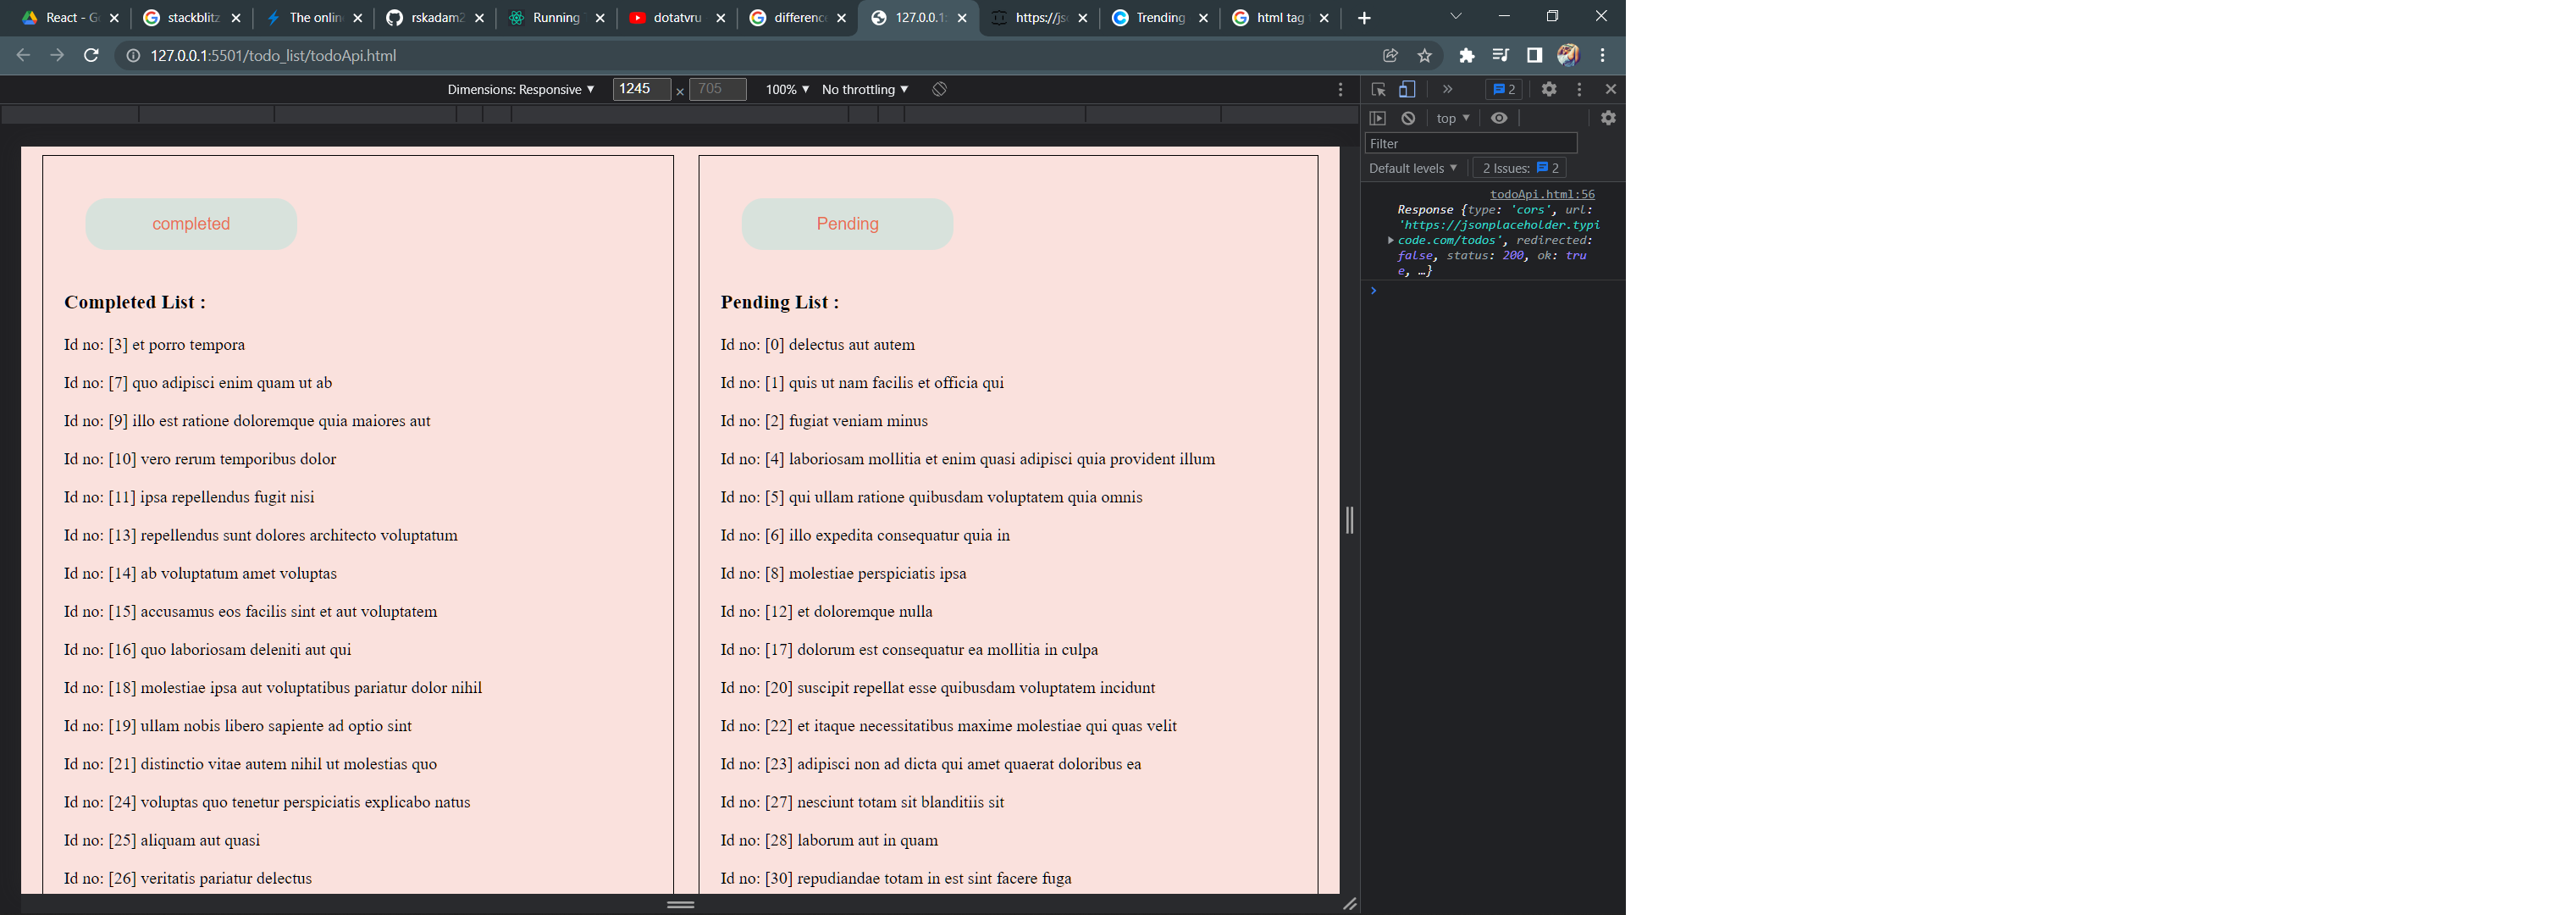 React - G
stackblitz
The onlin
rskadam2
Running
dotatvru
differenc
127.0.0.1:
https://js
Trending
html tag
127.0.0.1:5501/todo_list/todoApi.html
Dimensions: Responsive ▼ 1245 × 705 100% ▼ No throttling ▼
2
top ▼
Filter
Default levels ▼ 2 Issues: 2
todoApi.html:56
Response {type: 'cors', url:
'https://jsonplaceholder.typi
code.com/todos', redirected:
false, status: 200, ok: tru
e, …}
completed
Completed List :
Id no: [3] et porro tempora
Id no: [7] quo adipisci enim quam ut ab
Id no: [9] illo est ratione doloremque quia maiores aut
Id no: [10] vero rerum temporibus dolor
Id no: [11] ipsa repellendus fugit nisi
Id no: [13] repellendus sunt dolores architecto voluptatum
Id no: [14] ab voluptatum amet voluptas
Id no: [15] accusamus eos facilis sint et aut voluptatem
Id no: [16] quo laboriosam deleniti aut qui
Id no: [18] molestiae ipsa aut voluptatibus pariatur dolor nihil
Id no: [19] ullam nobis libero sapiente ad optio sint
Id no: [21] distinctio vitae autem nihil ut molestias quo
Id no: [24] voluptas quo tenetur perspiciatis explicabo natus
Id no: [25] aliquam aut quasi
Id no: [26] veritatis pariatur delectus
Pending
Pending List :
Id no: [0] delectus aut autem
Id no: [1] quis ut nam facilis et officia qui
Id no: [2] fugiat veniam minus
Id no: [4] laboriosam mollitia et enim quasi adipisci quia provident illum
Id no: [5] qui ullam ratione quibusdam voluptatem quia omnis
Id no: [6] illo expedita consequatur quia in
Id no: [8] molestiae perspiciatis ipsa
Id no: [12] et doloremque nulla
Id no: [17] dolorum est consequatur ea mollitia in culpa
Id no: [20] suscipit repellat esse quibusdam voluptatem incidunt
Id no: [22] et itaque necessitatibus maxime molestiae qui quas velit
Id no: [23] adipisci non ad dicta qui amet quaerat doloribus ea
Id no: [27] nesciunt totam sit blanditiis sit
Id no: [28] laborum aut in quam
Id no: [30] repudiandae totam in est sint facere fuga